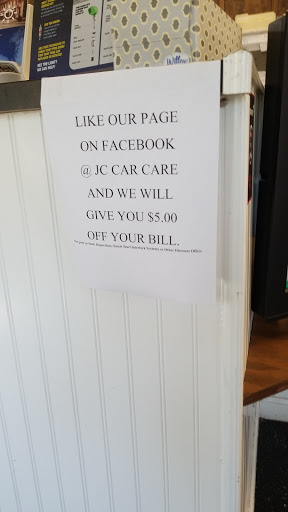 LIKE OUR PAGE
ON FACEBOOK
@ JC CAR CARE
AND WE WILL
GIVE YOU $5.00
OFF YOUR BILL.